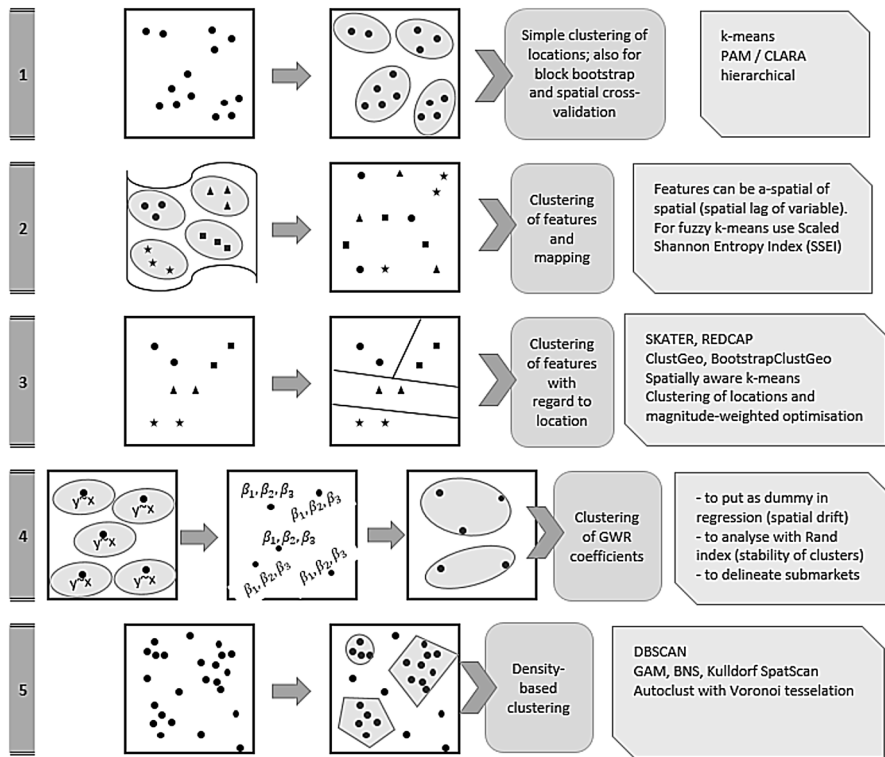 1
Simple clustering of
locations; also for
block bootstrap
and spatial cross-
validation
k-means
PAM / CLARA
hierarchical
2
Clustering
of features
and
mapping
Features can be a-spatial of
spatial (spatial lag of variable).
For fuzzy k-means use Scaled
Shannon Entropy Index (SSEI)
3
Clustering
of features
with
regard to
location
SKATER, REDCAP
ClustGeo, BootstrapClustGeo
Spatially aware k-means
Clustering of locations and
magnitude-weighted optimisation
4
y~x
y~x
y~x
y~x
y~x
β1, β2, β3
β1, β2, β3
β1, β2, β3
β1, β2, β3
β1, β2, β3
Clustering
of GWR
coefficients
- to put as dummy in
regression (spatial drift)
- to analyse with Rand
index (stability of clusters)
- to delineate submarkets
5
Density-
based
clustering
DBSCAN
GAM, BNS, Kulldorf SpatScan
Autoclust with Voronoi tesselation